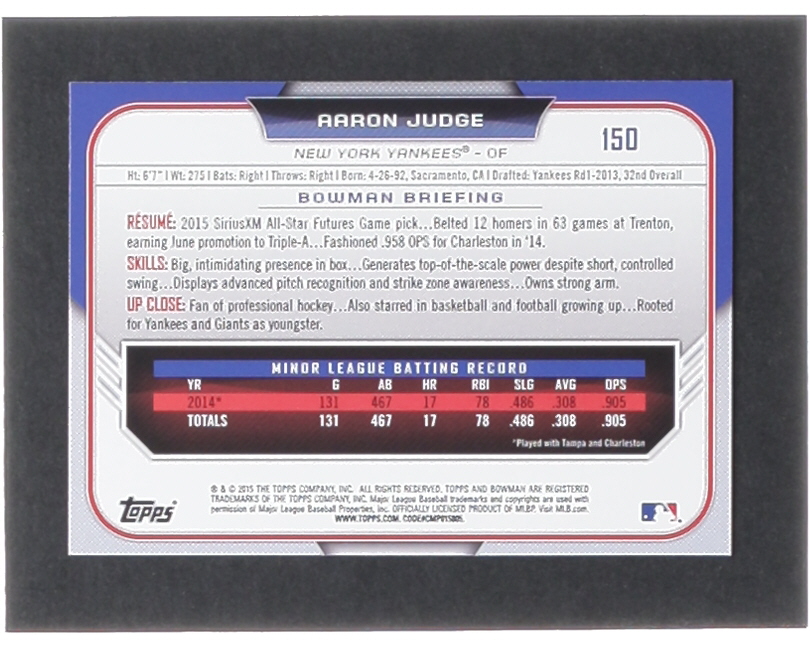 AARON JUDGE
150
NEW YORK YANKEES® - OF
Ht: 6'7" | Wt: 275 | Bats: Right | Throws: Right | Born: 4-26-92, Sacramento, CA | Drafted: Yankees Rd1-2013, 32nd Overall
BOWMAN BRIEFING
RÉSUMÉ: 2015 SiriusXM All-Star Futures Game pick...Belted 12 homers in 63 games at Trenton,
earning June promotion to Triple-A...Fashioned .958 OPS for Charleston in '14.
SKILLS: Big, intimidating presence in box...Generates top-of-the-scale power despite short, controlled
swing...Displays advanced pitch recognition and strike zone awareness...Owns strong arm.
UP CLOSE: Fan of professional hockey...Also starred in basketball and football growing up...Rooted
for Yankees and Giants as youngster.
MINOR LEAGUE BATTING RECORD
YR G AB HR RBI SLG AVG OPS
2014* 131 467 17 78 .486 .308 .905
TOTALS 131 467 17 78 .486 .308 .905
*Played with Tampa and Charleston
® & © 2015 THE TOPPS COMPANY, INC. ALL RIGHTS RESERVED. TOPPS AND BOWMAN ARE REGISTERED
TRADEMARKS OF THE TOPPS COMPANY, INC. Major League Baseball trademarks and copyrights are used with
permission of Major League Baseball Properties, Inc. OFFICIALLY LICENSED PRODUCT OF MLBP. Visit MLB.com.
WWW.TOPPS.COM. CODE#CMP015805.
Topps®